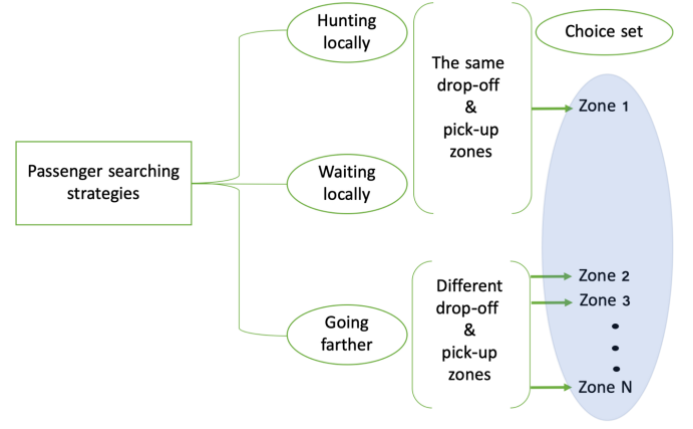 Passenger searching
strategies
Hunting
locally
Waiting
locally
Going
farther
The same
drop-off
&
pick-up
zones
Different
drop-off
&
pick-up
zones
Choice set
Zone 1
Zone 2
Zone 3
Zone N